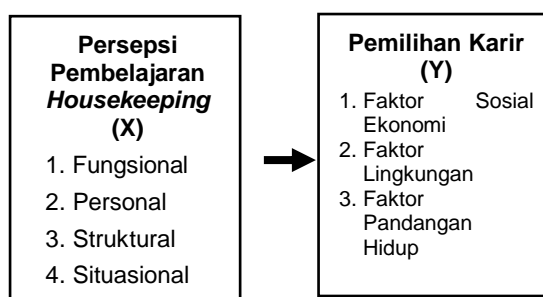 Persepsi
Pembelajaran
Housekeeping
(X)
1. Fungsional
2. Personal
3. Struktural
4. Situasional
Pemilihan Karir
(Y)
1. Faktor Sosial
Ekonomi
2. Faktor
Lingkungan
3. Faktor
Pandangan
Hidup